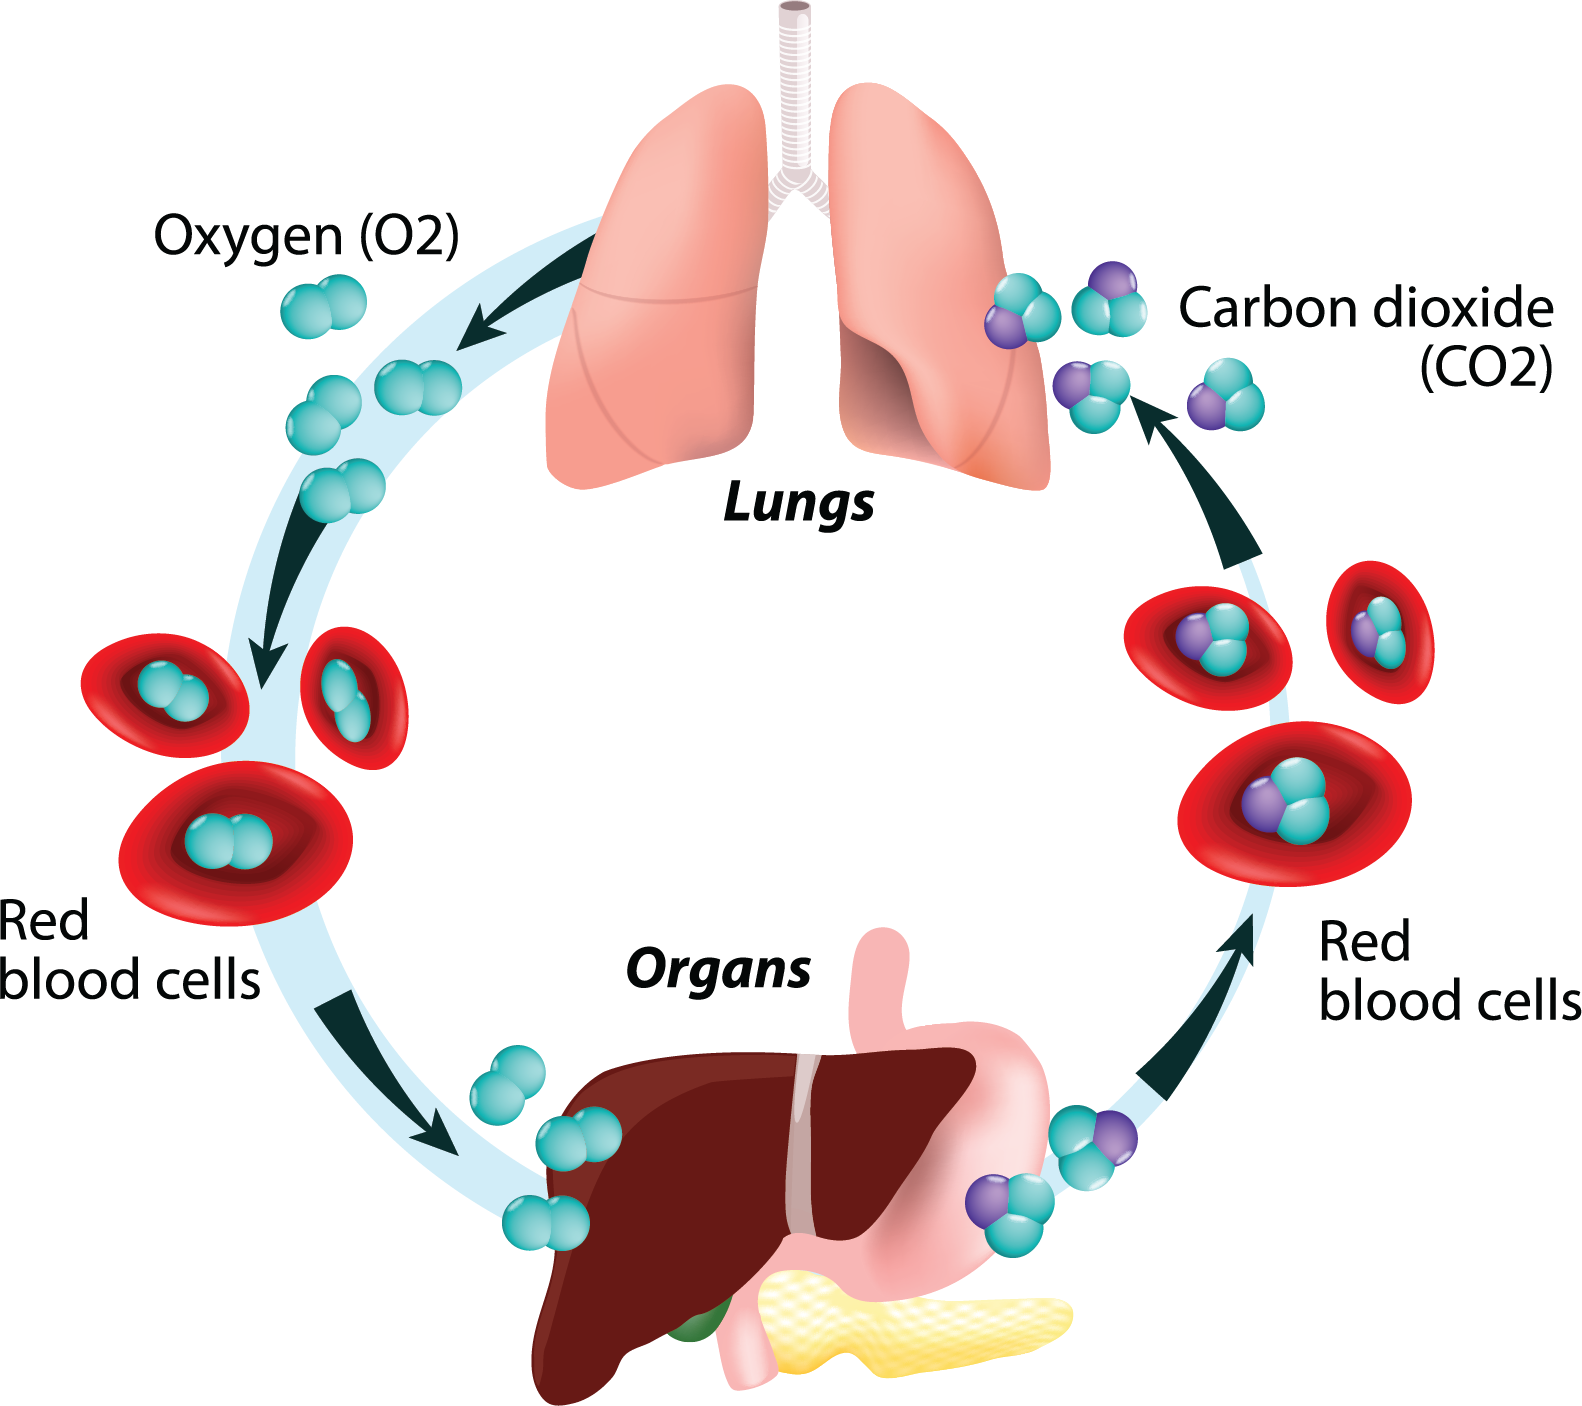 Oxygen (O2)
Carbon dioxide
(CO2)
Lungs
Red
blood cells
Organs
Red
blood cells